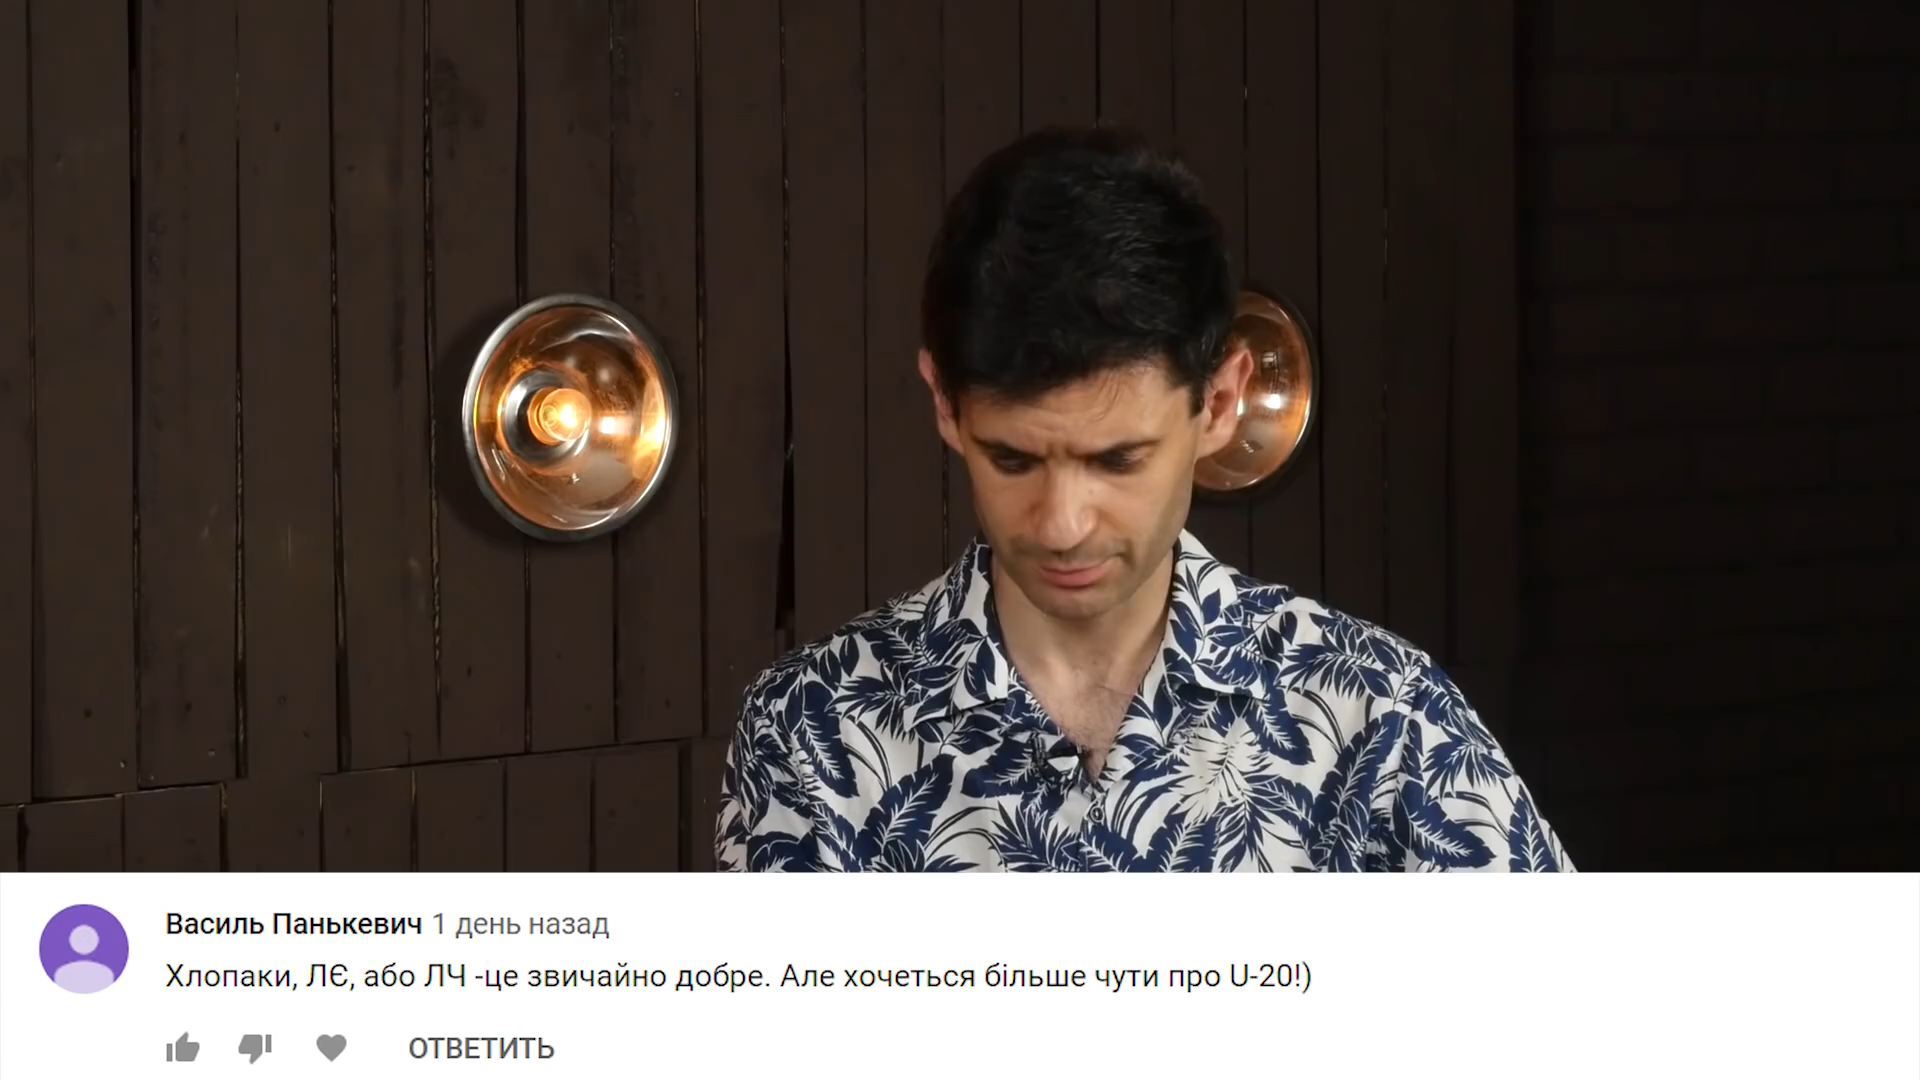 Василь Панькевич 1 день назад
Хлопаки, ЛЄ, або ЛЧ -це звичайно добре. Але хочеться більше чути про U-20!)
ОТВЕТИТЬ